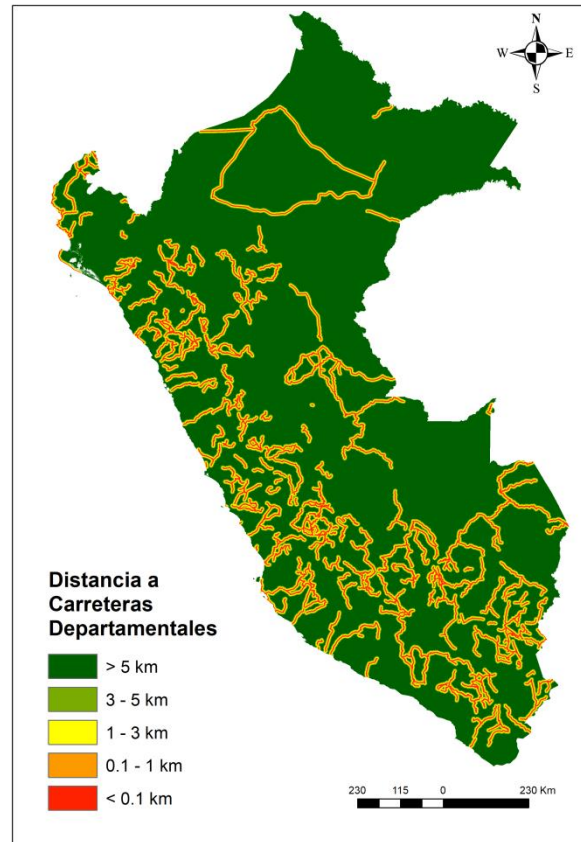 N
W E
S
Distancia a
Carreteras
Departamentales
> 5 km
3 - 5 km
1 - 3 km
0.1 - 1 km
< 0.1 km
230 115 0 230 Km